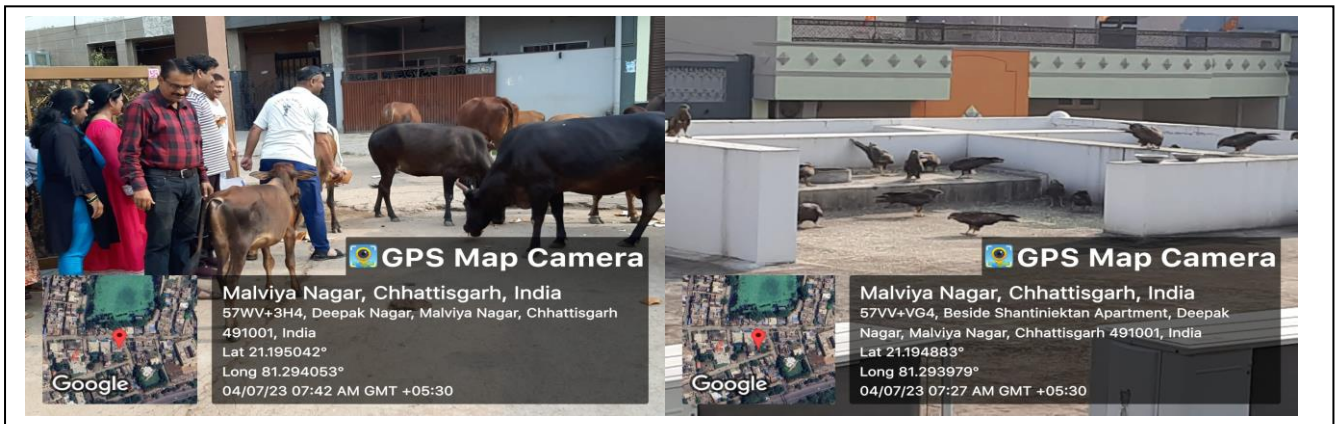 GPS Map Camera
Malviya Nagar, Chhattisgarh, India
57WV+3H4, Deepak Nagar, Malviya Nagar, Chhattisgarh
491001, India
Lat 21.195042°
Long 81.294053°
04/07/23 07:42 AM GMT +05:30
Google
GPS Map Camera
Malviya Nagar, Chhattisgarh, India
57VV+VG4, Beside Shantiniektan Apartment, Deepak
Nagar, Malviya Nagar, Chhattisgarh 491001, India
Lat 21.194883°
Long 81.293979°
04/07/23 07:27 AM GMT +05:30
Google